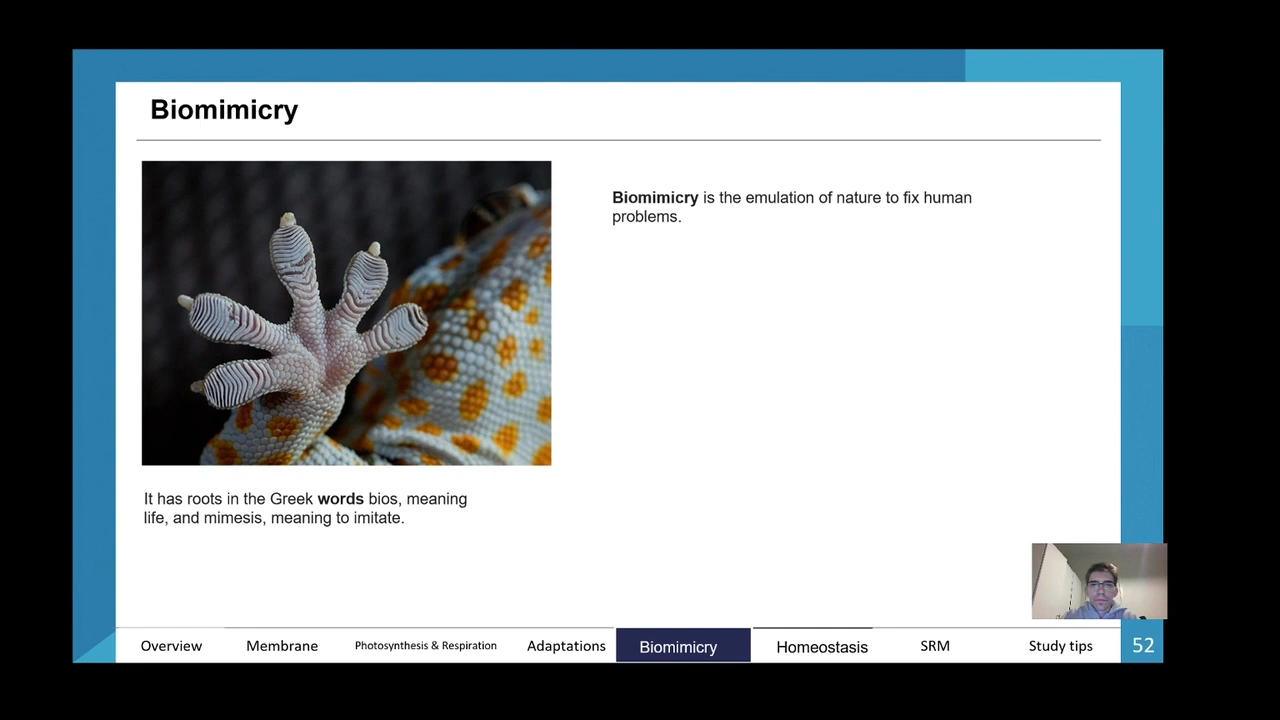 Biomimicry
Biomimicry is the emulation of nature to fix human
problems.
It has roots in the Greek words bios, meaning
life, and mimesis, meaning to imitate.
Overview
Membrane
Photosynthesis & Respiration
Adaptations
Biomimicry
Homeostasis
SRM
Study tips
52